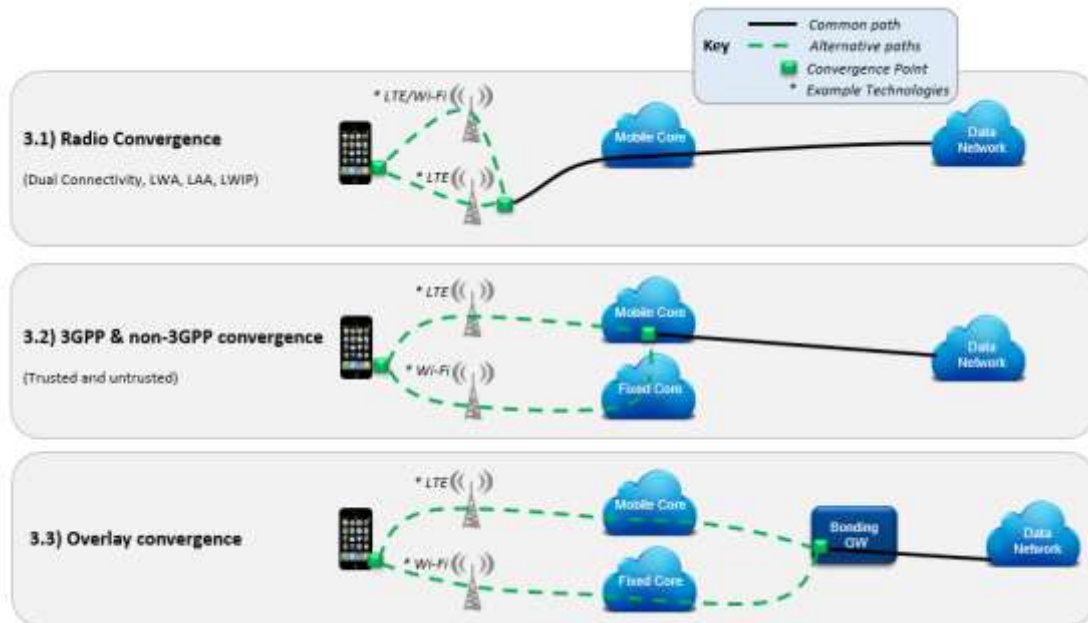 Common path
Key
Alternative paths
Convergence Point
* Example Technologies
3.1) Radio Convergence
(Dual Connectivity, LWA, LAA, LWIP)
* LTE/Wi-Fi
* LTE
Mobile Core
Data
Network
3.2) 3GPP & non-3GPP convergence
(Trusted and untrusted)
* LTE
* Wi-Fi
Mobile Core
Fixed Core
Data
Network
3.3) Overlay convergence
* LTE
* Wi-Fi
Mobile Core
Fixed Core
Bonding
GW
Data
Network